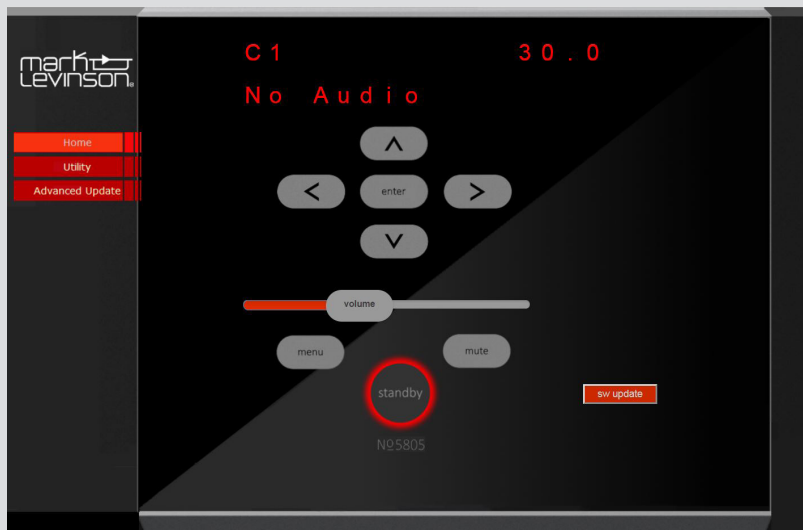 mark
Levinson®
Home
Utility
Advanced Update
C1 30.0
No Audio
enter
volume
menu mute
standby
sw update
Nº5805